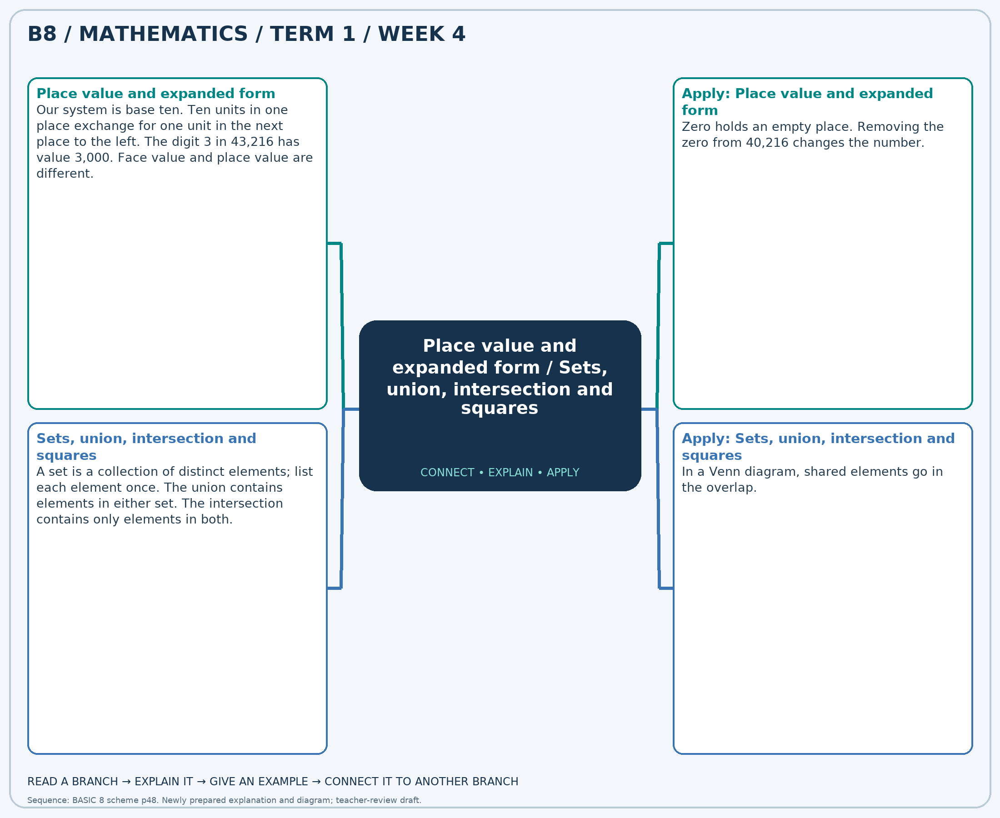 B8 / MATHEMATICS / TERM 1 / WEEK 4
Place value and expanded form
Our system is base ten. Ten units in one
place exchange for one unit in the next
place to the left. The digit 3 in 43,216 has
value 3,000. Face value and place value are
different.
Apply: Place value and expanded
form
Zero holds an empty place. Removing the
zero from 40,216 changes the number.
Place value and
expanded form / Sets,
union, intersection and
squares
CONNECT • EXPLAIN • APPLY
Sets, union, intersection and
squares
A set is a collection of distinct elements; list
each element once. The union contains
elements in either set. The intersection
contains only elements in both.
Apply: Sets, union, intersection and
squares
In a Venn diagram, shared elements go in
the overlap.
READ A BRANCH → EXPLAIN IT → GIVE AN EXAMPLE → CONNECT IT TO ANOTHER BRANCH
Sequence: BASIC 8 scheme p48. Newly prepared explanation and diagram; teacher-review draft.